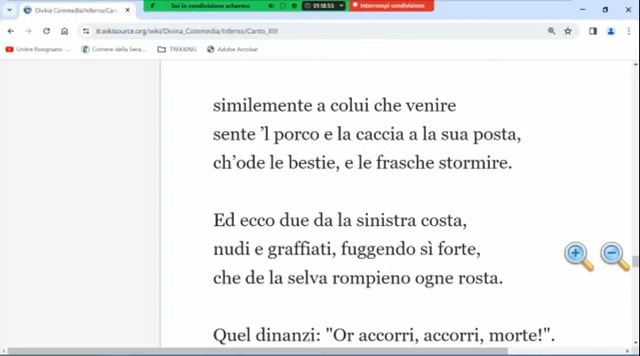 Divina Commedia/Inferno/Can
Sei in condivisione schermo
01:18:55
Interrompi condivisione
it.wikisource.org/wiki/Divina_Commedia/Inferno/Canto_XIII
Unitre Rosignano -
Corriere della Sera
TREKKING
Adobe Acrobat
similemente a colui che venire
sente ’l porco e la caccia a la sua posta,
ch’ode le bestie, e le frasche stormire.
Ed ecco due da la sinistra costa,
nudi e graffiati, fuggendo sì forte,
che de la selva rompieno ogne rosta.
Quel dinanzi: "Or accorri, accorri, morte!".